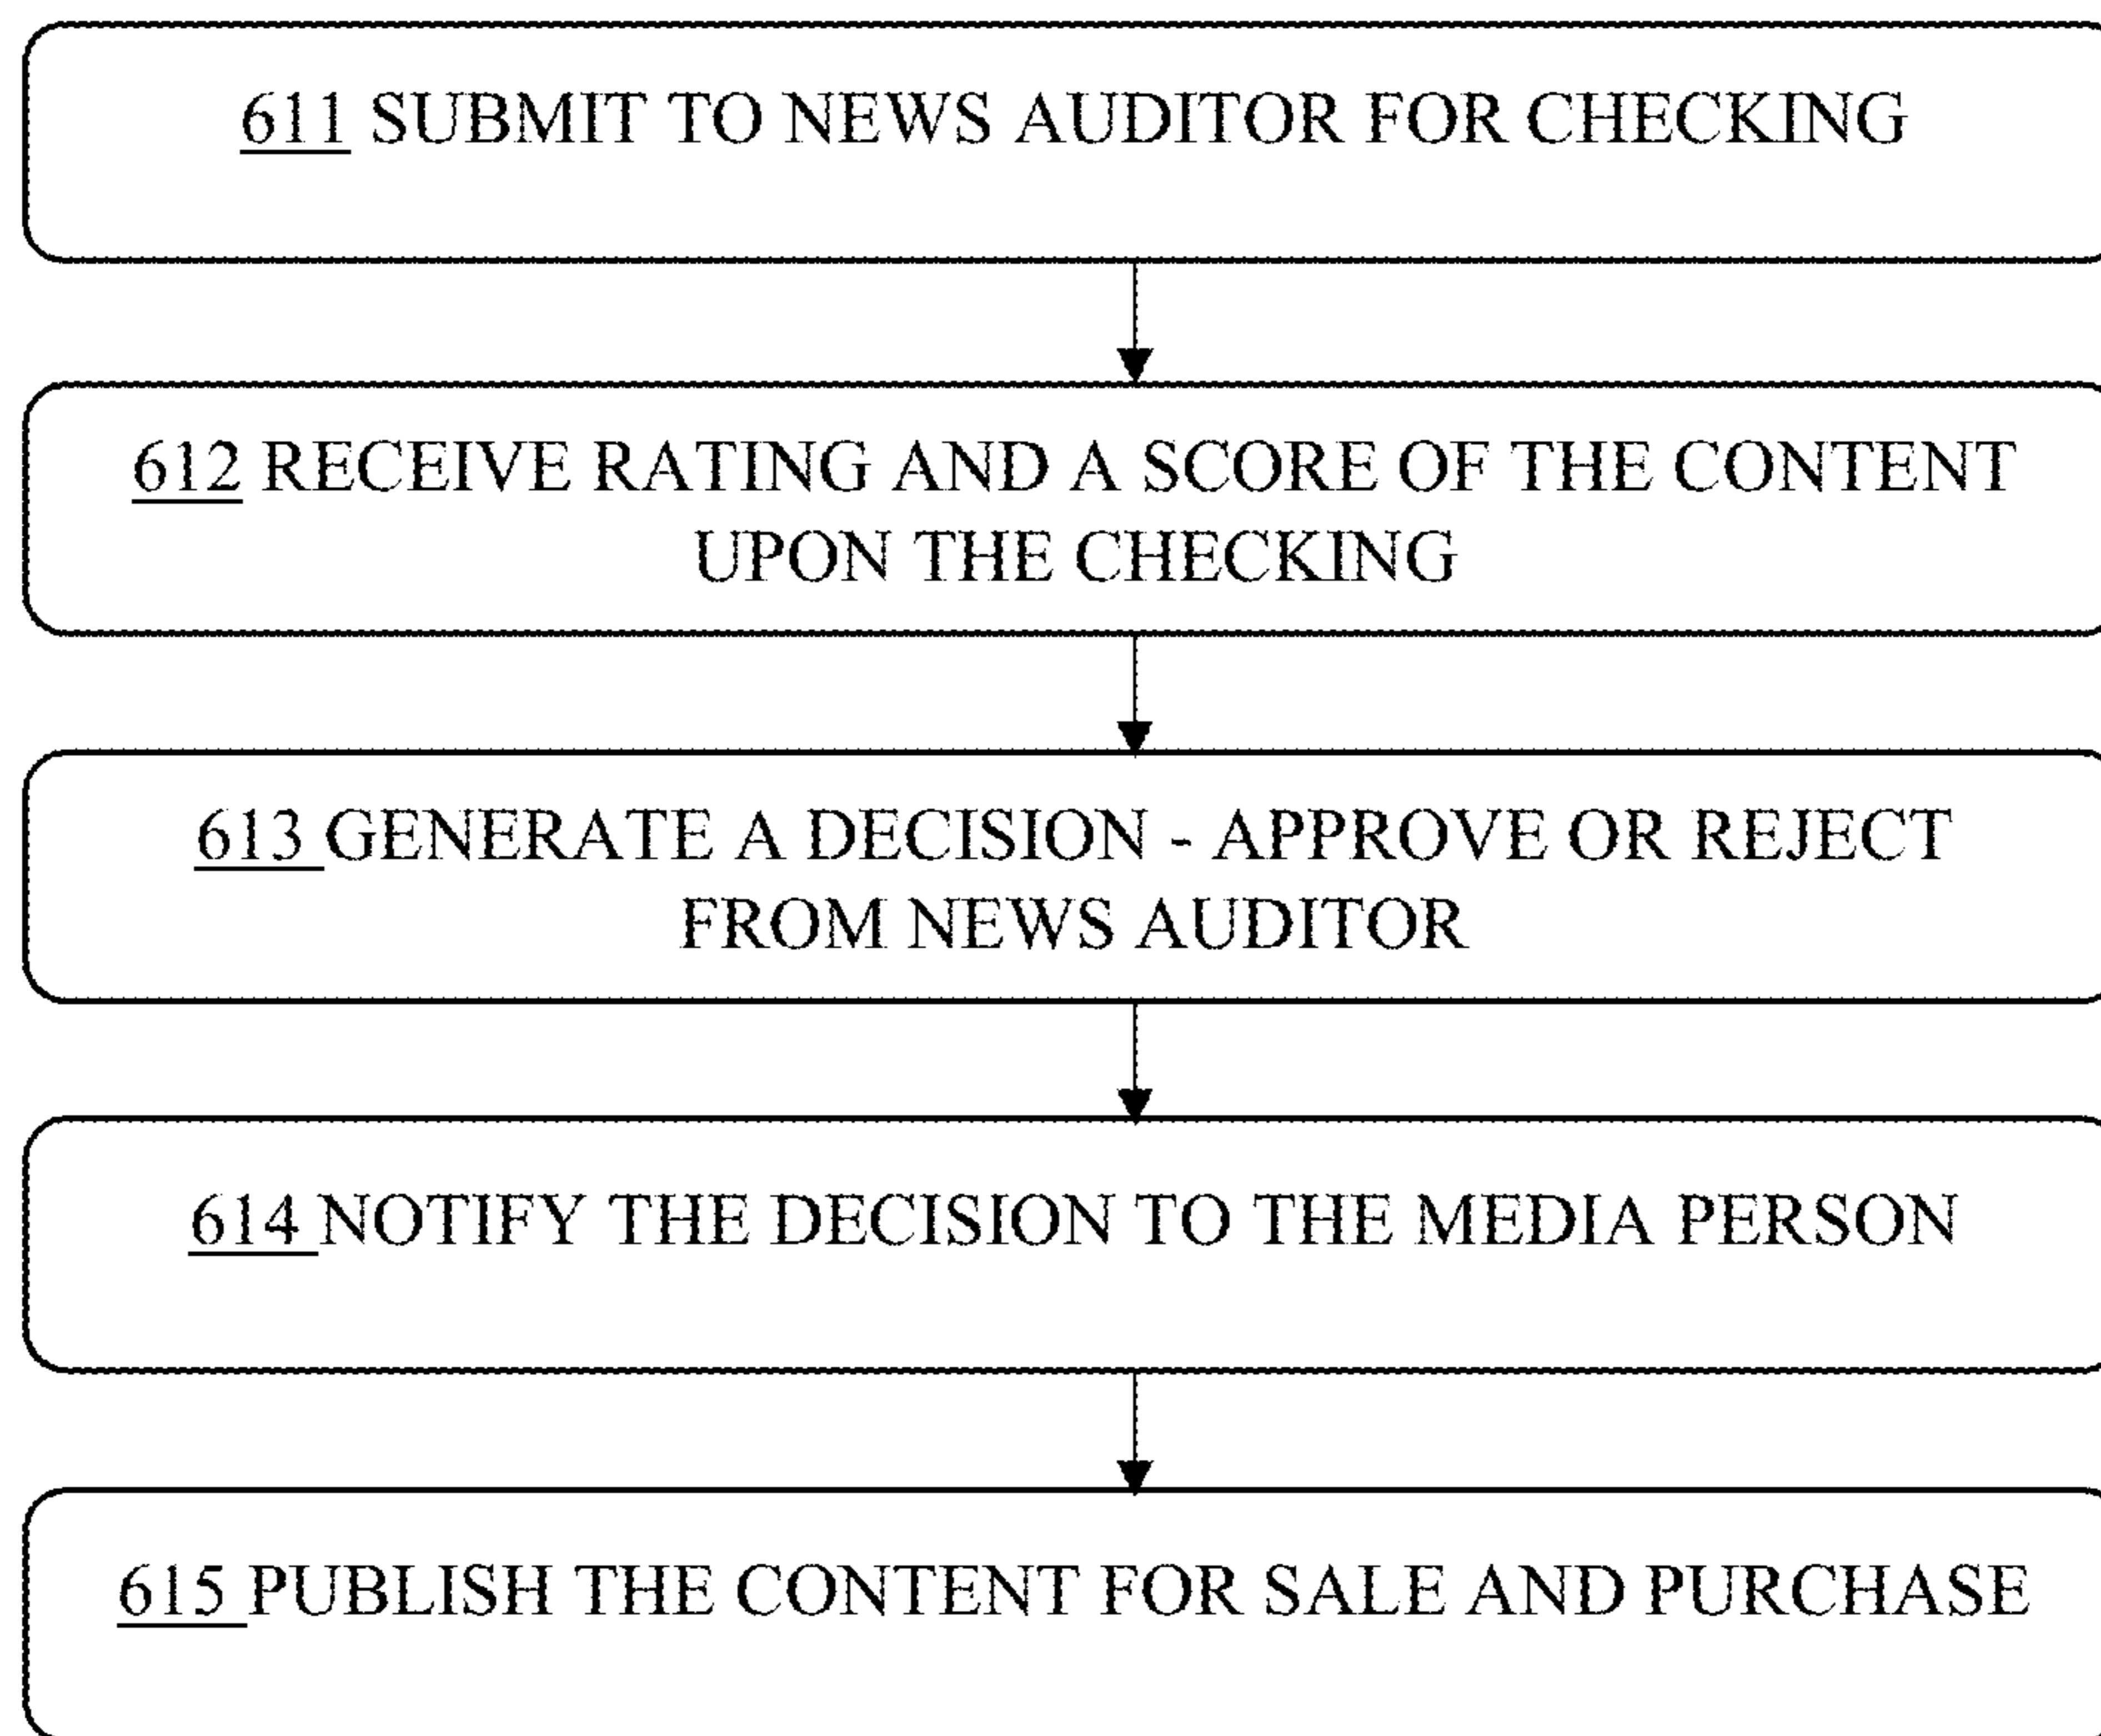 611 SUBMIT TO NEWS AUDITOR FOR CHECKING
612 RECEIVE RATING AND A SCORE OF THE CONTENT
UPON THE CHECKING
613 GENERATE A DECISION - APPROVE OR REJECT
FROM NEWS AUDITOR
614 NOTIFY THE DECISION TO THE MEDIA PERSON
615 PUBLISH THE CONTENT FOR SALE AND PURCHASE